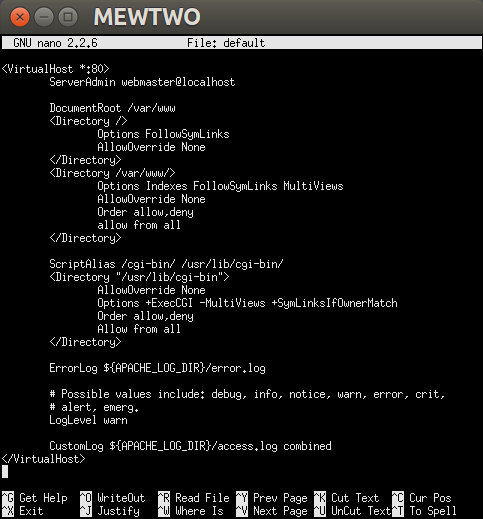 MEWTWO
GNU nano 2.2.6 File: default
<VirtualHost *:80>
ServerAdmin webmaster@localhost
DocumentRoot /var/www
<Directory />
Options FollowSymLinks
AllowOverride None
</Directory>
<Directory /var/www/>
Options Indexes FollowSymLinks MultiViews
AllowOverride None
Order allow,deny
allow from all
</Directory>
ScriptAlias /cgi-bin/ /usr/lib/cgi-bin/
<Directory "/usr/lib/cgi-bin">
AllowOverride None
Options +ExecCGI -MultiViews +SymLinksIfOwnerMatch
Order allow,deny
Allow from all
</Directory>
ErrorLog ${APACHE_LOG_DIR}/error.log
# Possible values include: debug, info, notice, warn, error, crit,
# alert, emerg.
LogLevel warn
CustomLog ${APACHE_LOG_DIR}/access.log combined
</VirtualHost>
^G Get Help ^O WriteOut ^R Read File ^Y Prev Page ^K Cut Text ^C Cur Pos
^X Exit ^J Justify ^W Where Is ^V Next Page ^U UnCut Text ^T To Spell